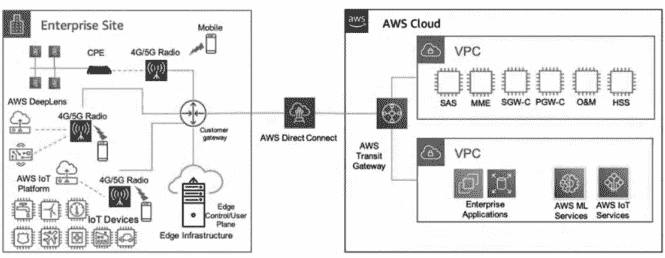 Enterprise Site
Mobile
CPE
4G/5G Radio
AWS DeepLens
4G/5G Radio
Customer
gateway
AWS IoT
Platform
4G/5G Radio
IoT Devices
Edge
Control/User
Plane
Edge Infrastructure
AWS Direct Connect
aws
AWS Cloud
AWS
Transit
Gateway
VPC
SAS
MME
SGW-C
PGW-C
O&M
HSS
VPC
Enterprise
Applications
AWS ML
Services
AWS IoT
Services